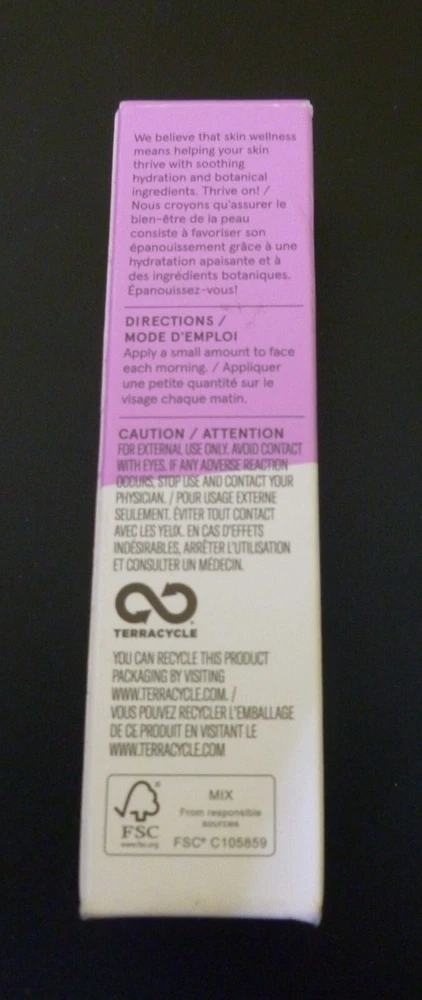 We believe that skin wellness
means helping your skin
thrive with soothing
hydration and botanical
ingredients. Thrive on! /
Nous croyons qu'assurer le
bien-être de la peau
consiste à favoriser son
épanouissement grâce à une
hydratation apaisante et à
des ingrédients botaniques.
Épanouissez-vous!
DIRECTIONS /
MODE D'EMPLOI
Apply a small amount to face
each morning. / Appliquer
une petite quantité sur le
visage chaque matin.
CAUTION / ATTENTION
FOR EXTERNAL USE ONLY. AVOID CONTACT
WITH EYES. IF ANY ADVERSE REACTION
OCCURS, STOP USE AND CONTACT YOUR
PHYSICIAN. / POUR USAGE EXTERNE
SEULEMENT. ÉVITER TOUT CONTACT
AVEC LES YEUX. EN CAS D'EFFETS
INDÉSIRABLES, ARRÊTER L'UTILISATION
ET CONSULTER UN MÉDECIN.
TERRACYCLE
YOU CAN RECYCLE THIS PRODUCT
PACKAGING BY VISITING
WWW.TERRACYCLE.COM. /
VOUS POUVEZ RECYCLER L'EMBALLAGE
DE CE PRODUIT EN VISITANT LE
WWW.TERRACYCLE.COM
FSC
www.fsc.org
MIX
From responsible
sources
FSC® C105859